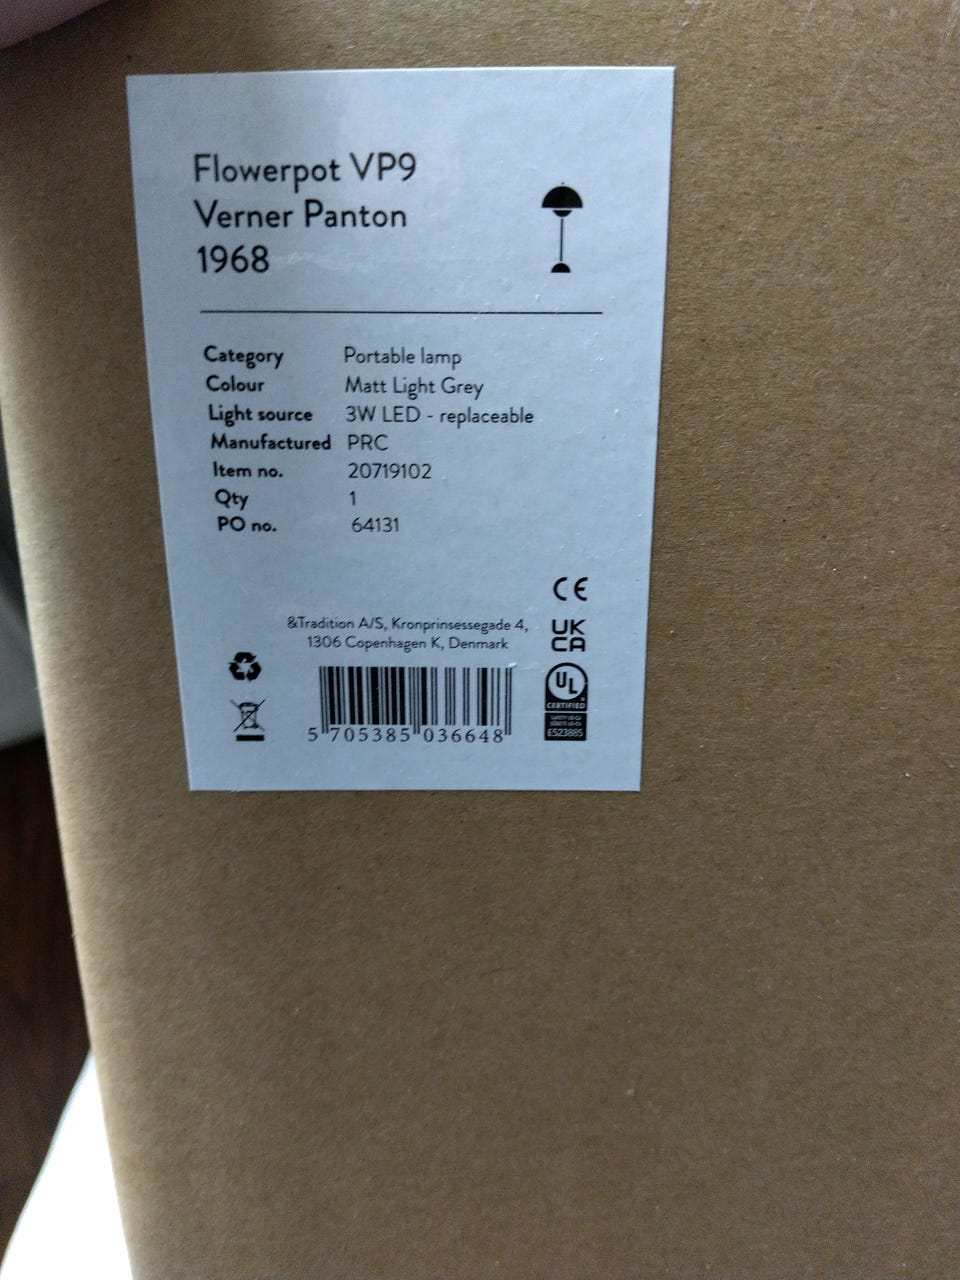 Flowerpot VP9
Verner Panton
1968
Category Portable lamp
Colour Matt Light Grey
Light source 3W LED - replaceable
Manufactured PRC
Item no. 20719102
Qty 1
PO no. 64131
CE
&Tradition A/S, Kronprinsessegade 4,
1306 Copenhagen K, Denmark
UK
CA
UL
CERTIFIED
E523885
5 705385 036648